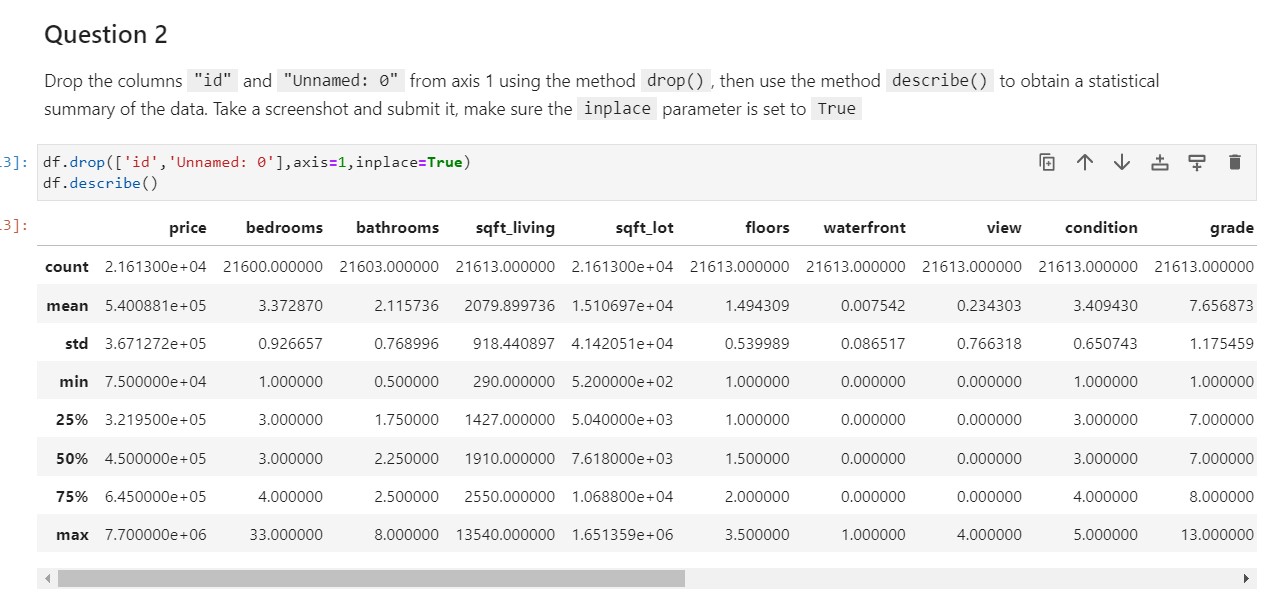 Question 2
Drop the columns "id" and "Unnamed: 0" from axis 1 using the method drop(), then use the method describe() to obtain a statistical
summary of the data. Take a screenshot and submit it, make sure the inplace parameter is set to True
3]: df.drop(['id','Unnamed: 0'],axis=1,inplace=True)
df.describe()
3]: price bedrooms bathrooms sqft_living sqft_lot floors waterfront view condition grade
count 2.161300e+04 21600.000000 21603.000000 21613.000000 2.161300e+04 21613.000000 21613.000000 21613.000000 21613.000000 21613.000000
mean 5.400881e+05 3.372870 2.115736 2079.899736 1.510697e+04 1.494309 0.007542 0.234303 3.409430 7.656873
std 3.671272e+05 0.926657 0.768996 918.440897 4.142051e+04 0.539989 0.086517 0.766318 0.650743 1.175459
min 7.500000e+04 1.000000 0.500000 290.000000 5.200000e+02 1.000000 0.000000 0.000000 1.000000 1.000000
25% 3.219500e+05 3.000000 1.750000 1427.000000 5.040000e+03 1.000000 0.000000 0.000000 3.000000 7.000000
50% 4.500000e+05 3.000000 2.250000 1910.000000 7.618000e+03 1.500000 0.000000 0.000000 3.000000 7.000000
75% 6.450000e+05 4.000000 2.500000 2550.000000 1.068800e+04 2.000000 0.000000 0.000000 4.000000 8.000000
max 7.700000e+06 33.000000 8.000000 13540.000000 1.651359e+06 3.500000 1.000000 4.000000 5.000000 13.000000